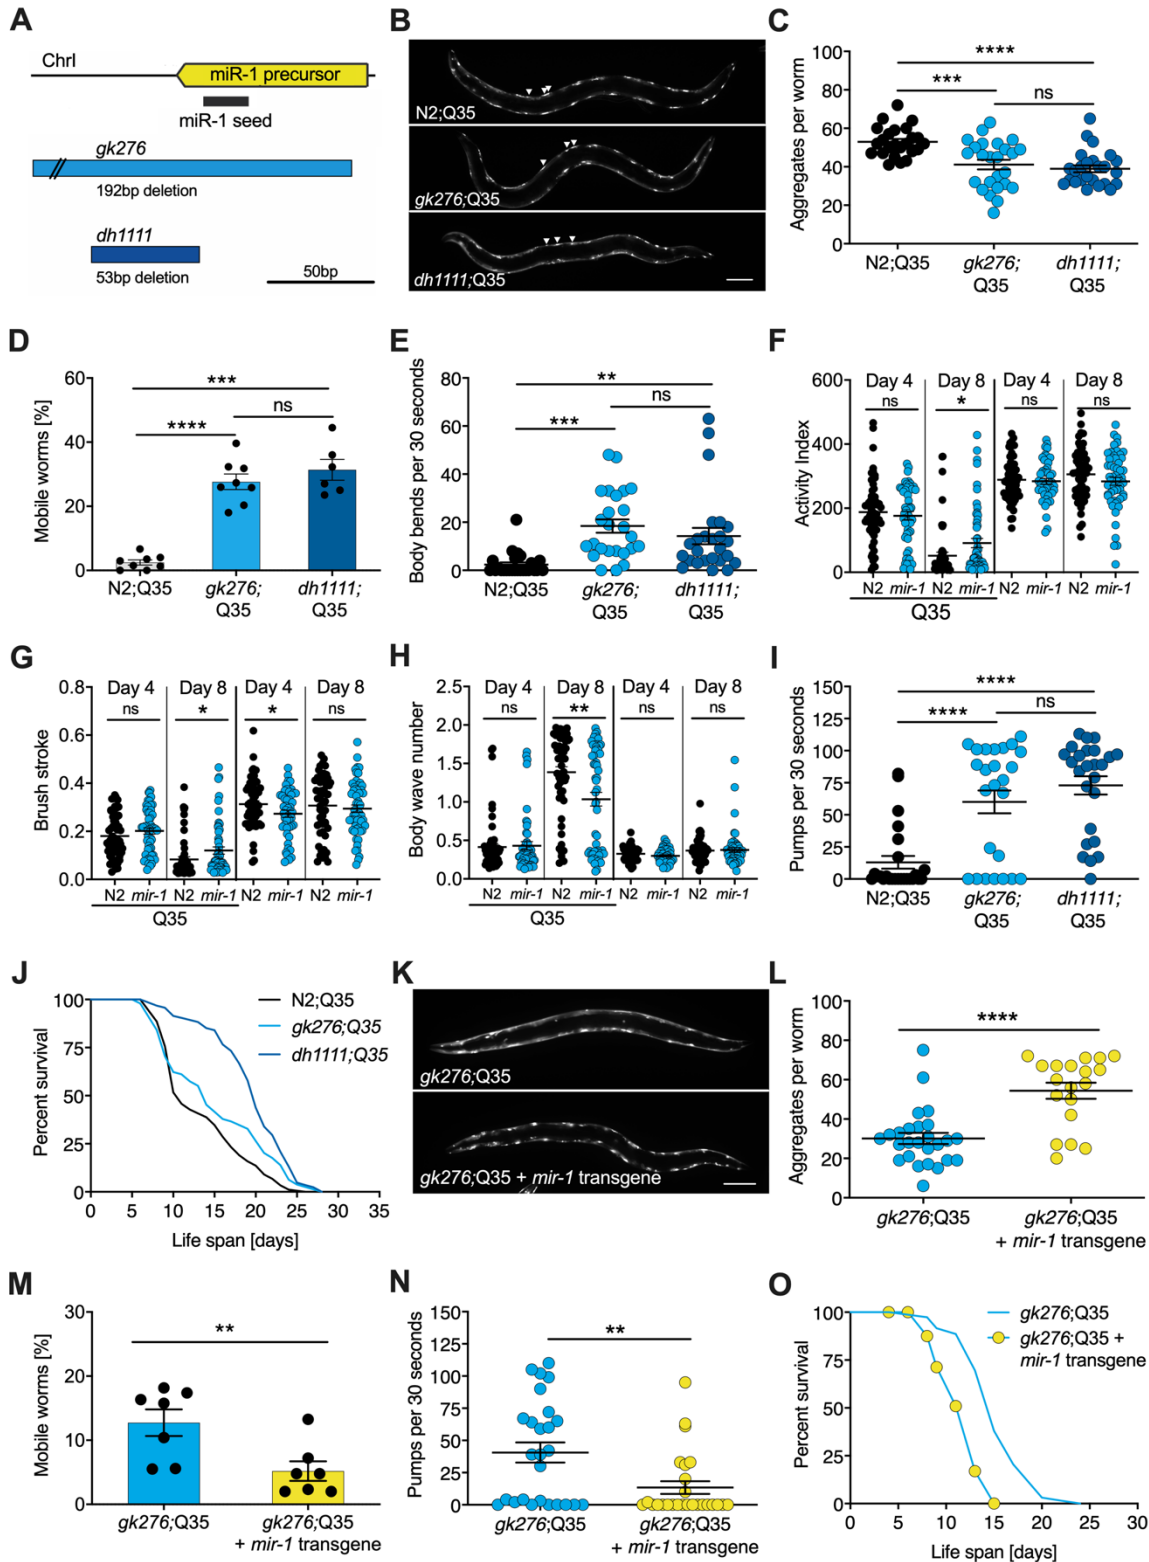 A
ChrI
miR-1 precursor
miR-1 seed
gk276
192bp deletion
dh1111
53bp deletion
50bp
B
N2;Q35
gk276;Q35
dh1111;Q35
C
Aggregates per worm
100
80
60
40
20
0
****
***
ns
N2;Q35
gk276;
Q35
dh1111;
Q35
D
Mobile worms [%]
60
40
20
0
***
ns
****
N2;Q35
gk276;
Q35
dh1111;
Q35
E
Body bends per 30 seconds
80
60
40
20
0
**
ns
***
N2;Q35
gk276;
Q35
dh1111;
Q35
F
Activity Index
600
400
200
0
Day 4 Day 8 Day 4 Day 8
ns * ns ns
N2 mir-1 N2 mir-1 N2 mir-1 N2 mir-1
Q35
G
Brush stroke
0.8
0.6
0.4
0.2
0.0
Day 4 Day 8 Day 4 Day 8
ns * * ns
N2 mir-1 N2 mir-1 N2 mir-1 N2 mir-1
Q35
H
Body wave number
2.5
2.0
1.5
1.0
0.5
0.0
Day 4 Day 8 Day 4 Day 8
ns ** ns ns
N2 mir-1 N2 mir-1 N2 mir-1 N2 mir-1
Q35
I
Pumps per 30 seconds
150
125
100
75
50
25
0
****
**** ns
N2;Q35
gk276;
Q35
dh1111;
Q35
J
Percent survival
100
75
50
25
0
N2;Q35
gk276;Q35
dh1111;Q35
0 5 10 15 20 25 30 35
Life span [days]
K
gk276;Q35
gk276;Q35 + mir-1 transgene
L
Aggregates per worm
100
80
60
40
20
0
****
gk276;Q35
gk276;Q35
+ mir-1 transgene
M
Mobile worms [%]
30
20
10
0
**
gk276;Q35
gk276;Q35
+ mir-1 transgene
N
Pumps per 30 seconds
150
125
100
75
50
25
0
**
gk276;Q35
gk276;Q35
+ mir-1 transgene
O
Percent survival
100
75
50
25
0
gk276;Q35
gk276;Q35 +
mir-1 transgene
0 5 10 15 20 25 30
Life span [days]